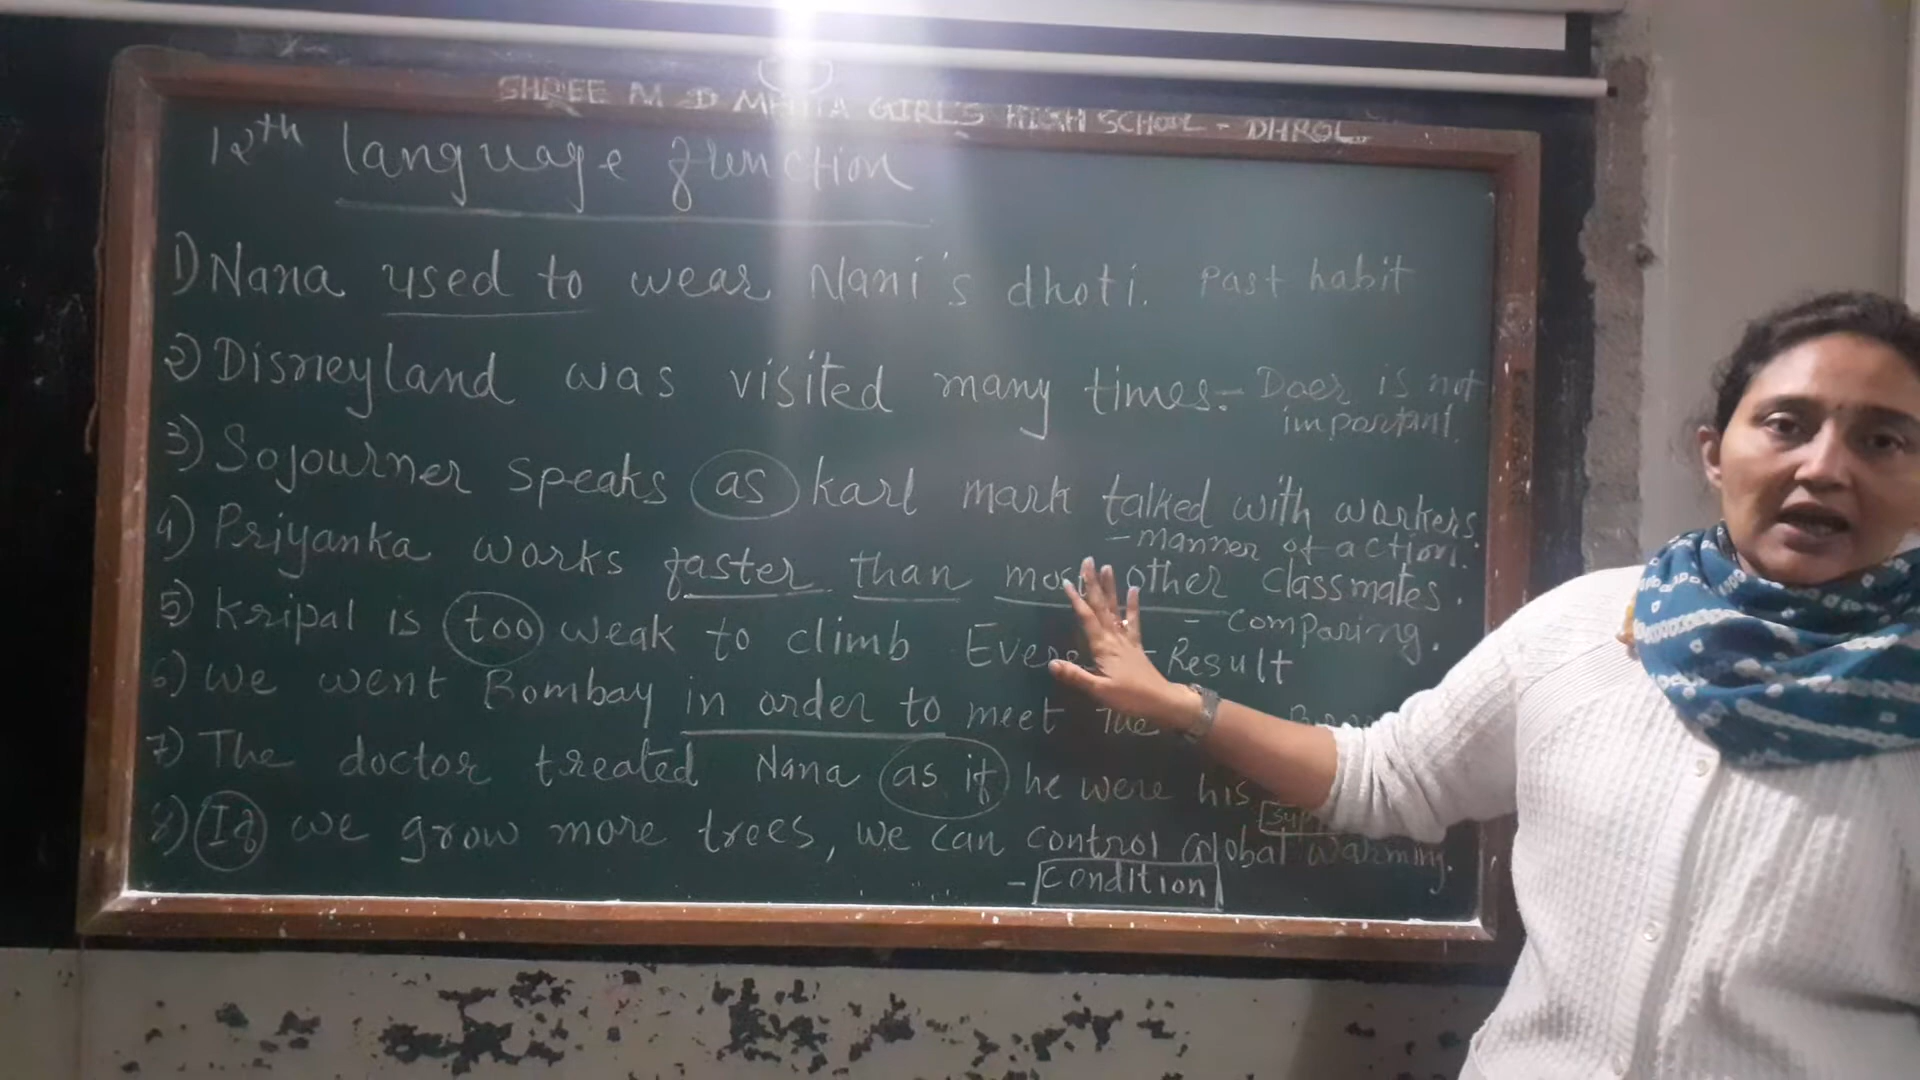 SHREE M D MEHTA GIRL'S HIGH SCHOOL - DHROL
12th language function
1) Nana used to wear Nani's dhoti. Past habit
2) Disneyland was visited many times. - Doer is not
important.
3) Sojourner speaks as karl mark talked with workers.
- manner of action.
4) Priyanka works faster than most other classmates.
- comparing.
5) Kripal is too weak to climb - Result
6) We went Bombay in order to meet The
7) The doctor treated Nana as if he were his
8) If we grow more trees, we can control global warming.
- Condition